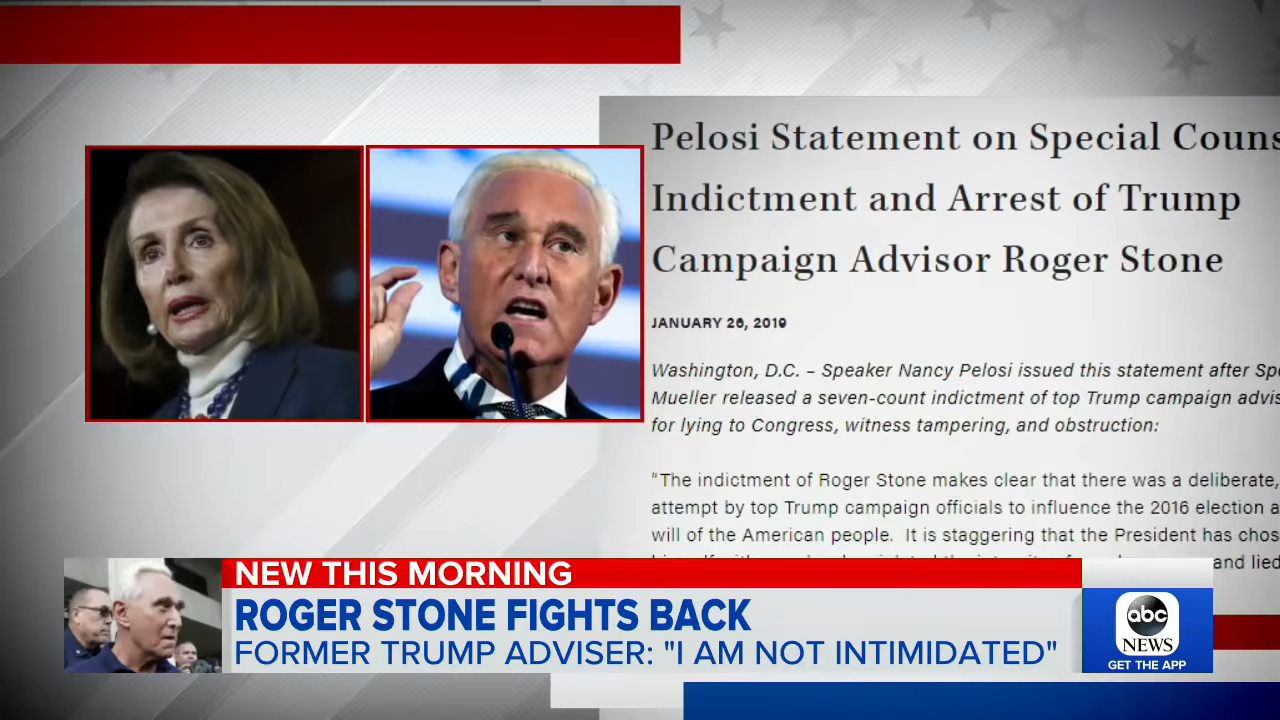 Pelosi Statement on Special Couns
Indictment and Arrest of Trump
Campaign Advisor Roger Stone
JANUARY 26, 2019
Washington, D.C. – Speaker Nancy Pelosi issued this statement after Spe
Mueller released a seven-count indictment of top Trump campaign advis
for lying to Congress, witness tampering, and obstruction:
"The indictment of Roger Stone makes clear that there was a deliberate,
attempt by top Trump campaign officials to influence the 2016 election a
will of the American people. It is staggering that the President has chos
and lied
NEW THIS MORNING
ROGER STONE FIGHTS BACK
FORMER TRUMP ADVISER: "I AM NOT INTIMIDATED"
abc
NEWS
GET THE APP